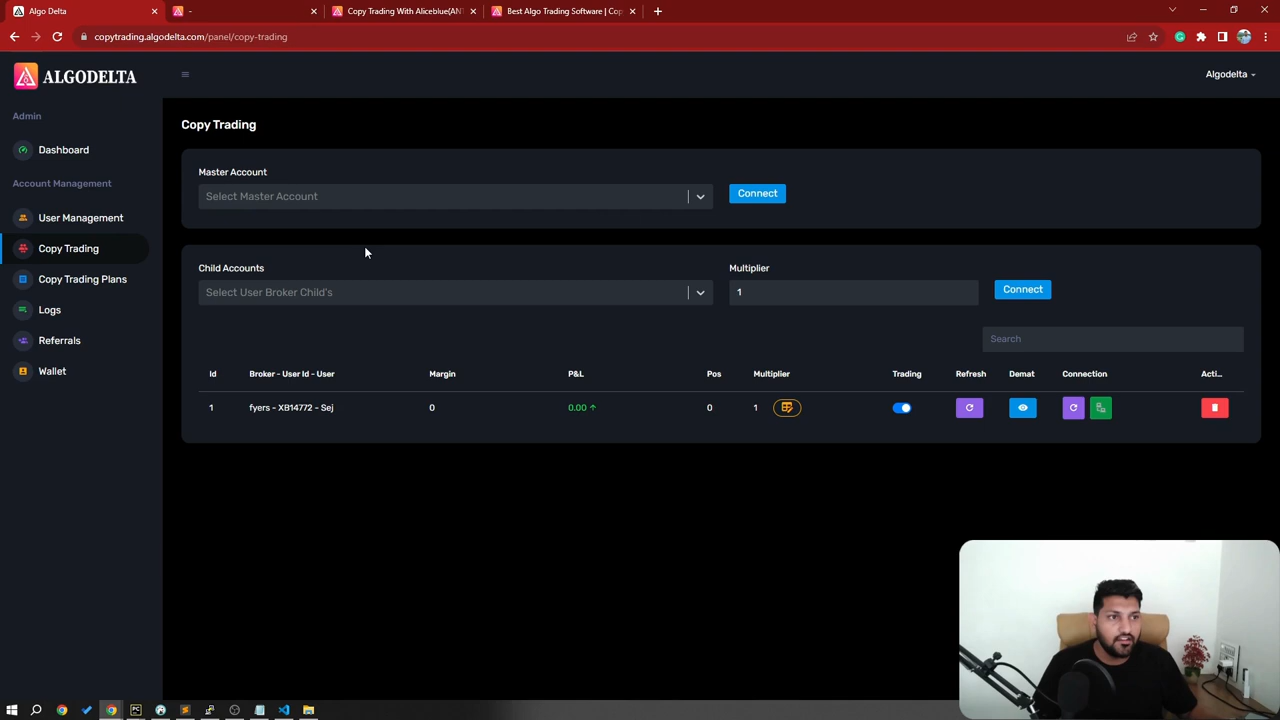 Algo Delta
-
Copy Trading With Aliceblue(AN
Best Algo Trading Software | Cop
copytrading.algodelta.com/panel/copy-trading
ALGODELTA
Algodelta
Admin
Dashboard
Account Management
User Management
Copy Trading
Copy Trading Plans
Logs
Referrals
Wallet
Copy Trading
Master Account
Select Master Account
Connect
Child Accounts
Multiplier
Select User Broker Child's
1
Connect
Search
Id Broker - User Id - User Margin P&L Pos Multiplier Trading Refresh Demat Connection Acti...
1 fyers - XB14772 - Sej 0 0.00 ↑ 0 1